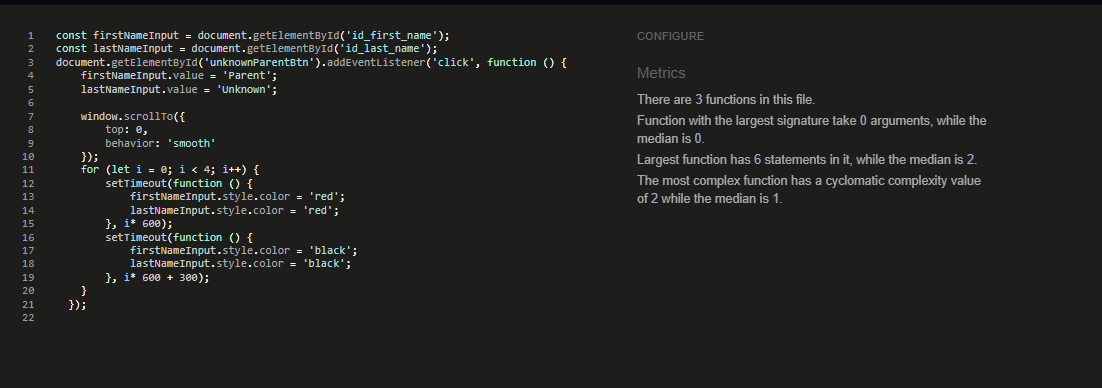 1 const firstNameInput = document.getElementById('id_first_name');
2 const lastNameInput = document.getElementById('id_last_name');
3 document.getElementById('unknownParentBtn').addEventListener('click', function () {
4     firstNameInput.value = 'Parent';
5     lastNameInput.value = 'Unknown';
6
7     window.scrollTo({
8         top: 0,
9         behavior: 'smooth'
10     });
11     for (let i = 0; i < 4; i++) {
12         setTimeout(function () {
13             firstNameInput.style.color = 'red';
14             lastNameInput.style.color = 'red';
15         }, i* 600);
16         setTimeout(function () {
17             firstNameInput.style.color = 'black';
18             lastNameInput.style.color = 'black';
19         }, i* 600 + 300);
20     }
21   });
22
CONFIGURE
Metrics
There are 3 functions in this file.
Function with the largest signature take 0 arguments, while the
median is 0.
Largest function has 6 statements in it, while the median is 2.
The most complex function has a cyclomatic complexity value
of 2 while the median is 1.